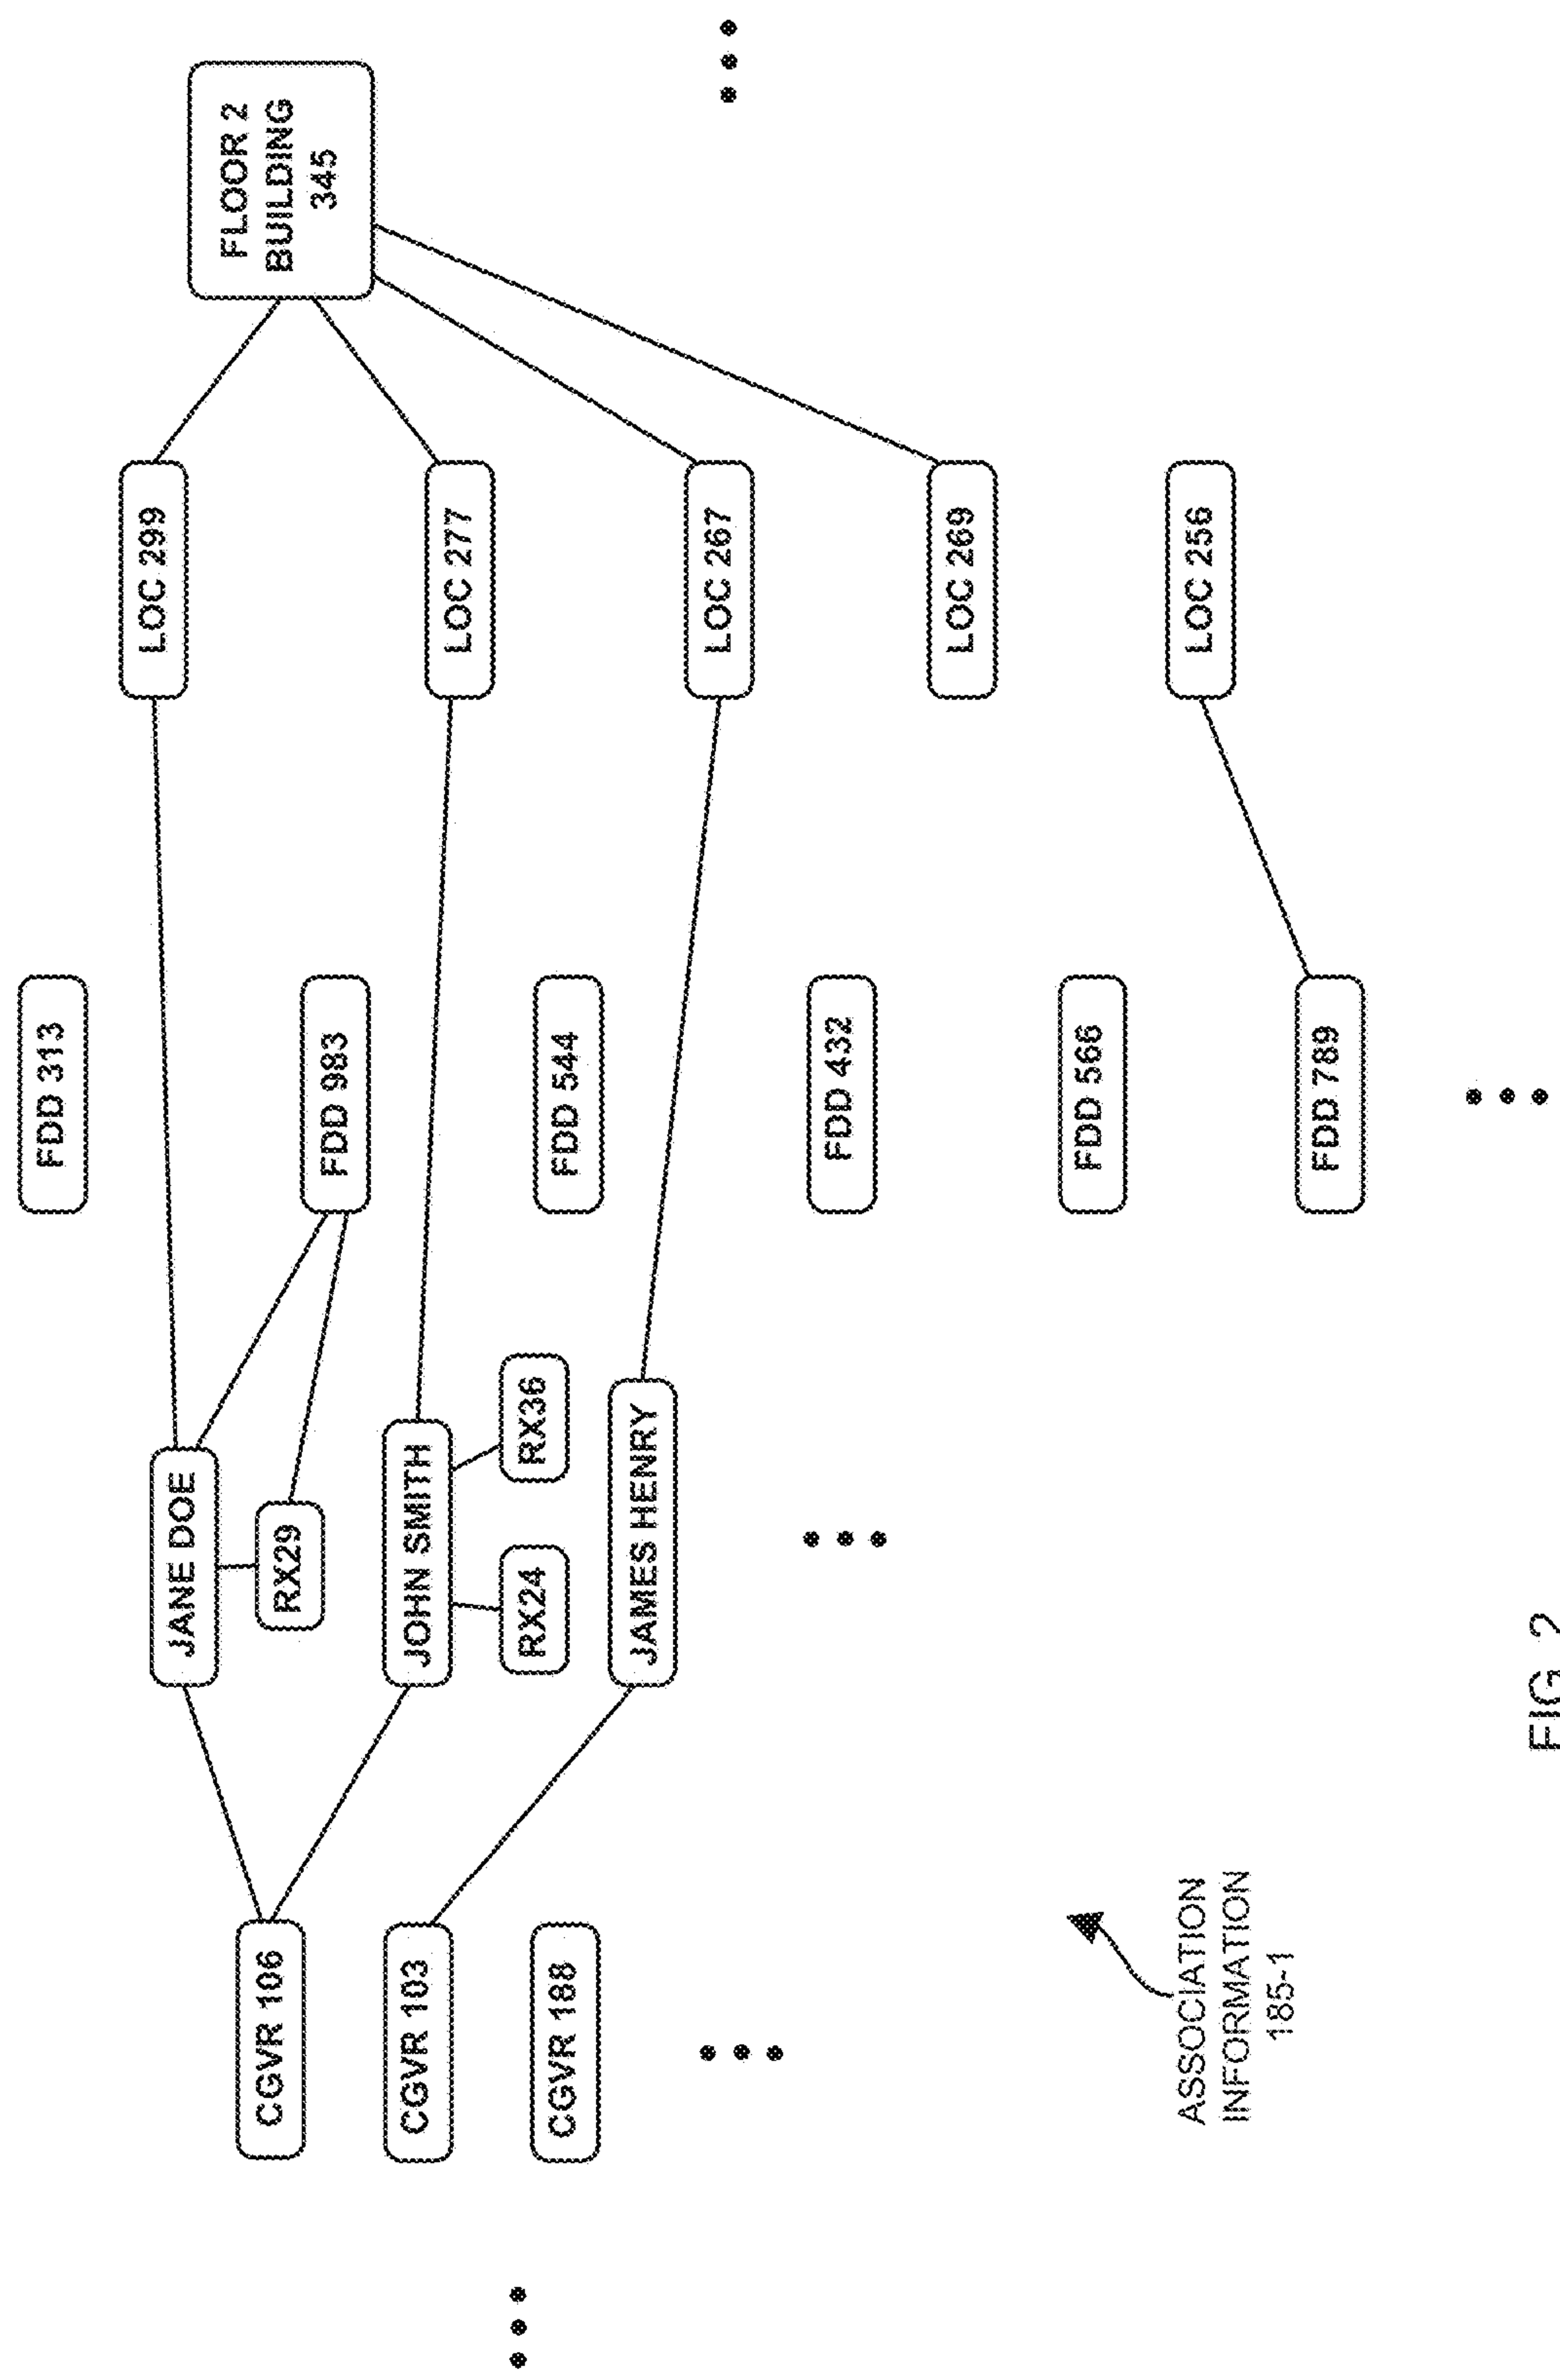 FDD 313
JANE DOE
LOC 299
FLOOR 2
BUILDING
345
CGVR 106
RX29
FDD 983
CGVR 103
JOHN SMITH
LOC 277
RX24
RX36
FDD 544
CGVR 188
JAMES HENRY
LOC 267
FDD 432
LOC 269
FDD 566
LOC 256
FDD 789
ASSOCIATION
INFORMATION
185-1
FIG. 2